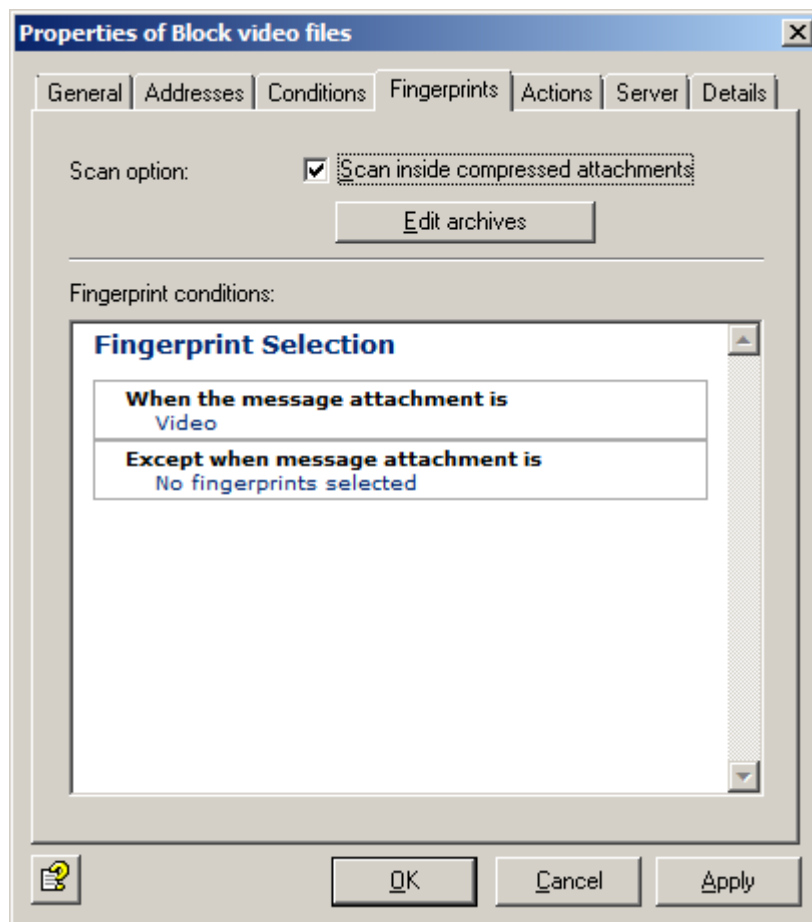 Properties of Block video files
General Addresses Conditions Fingerprints Actions Server Details
Scan option: Scan inside compressed attachments
Edit archives
Fingerprint conditions:
Fingerprint Selection
When the message attachment is
Video
Except when message attachment is
No fingerprints selected
OK Cancel Apply